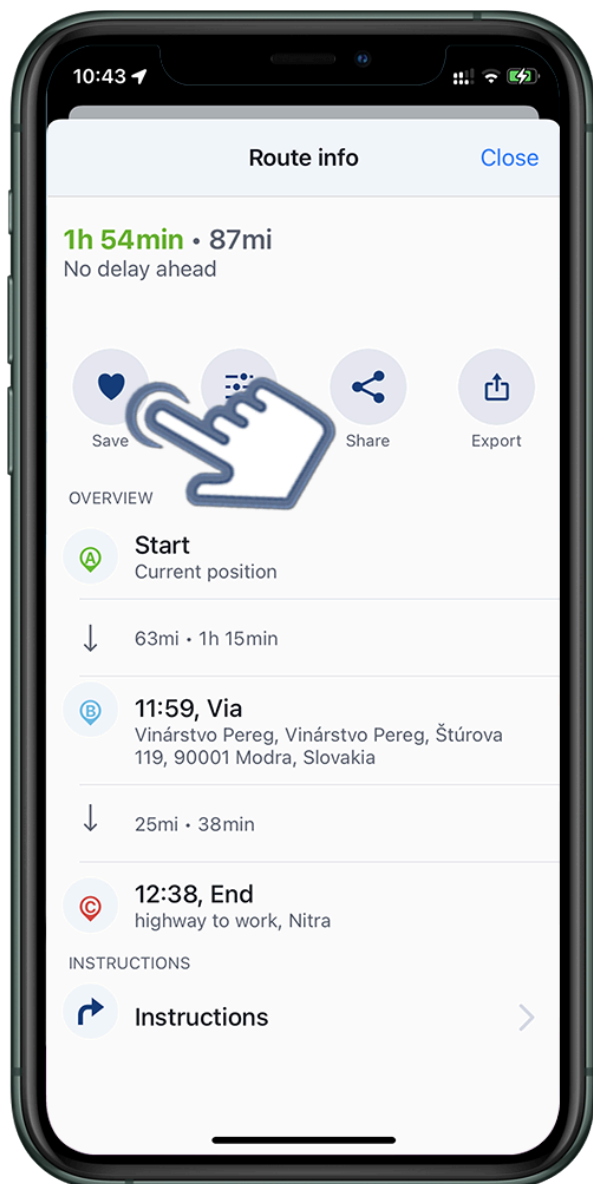 10:43
Route info
Close
1h 54min • 87mi
No delay ahead
Save
Share
Export
OVERVIEW
A
Start
Current position
63mi • 1h 15min
B
11:59, Via
Vinárstvo Pereg, Vinárstvo Pereg, Štúrova
119, 90001 Modra, Slovakia
25mi • 38min
C
12:38, End
highway to work, Nitra
INSTRUCTIONS
Instructions